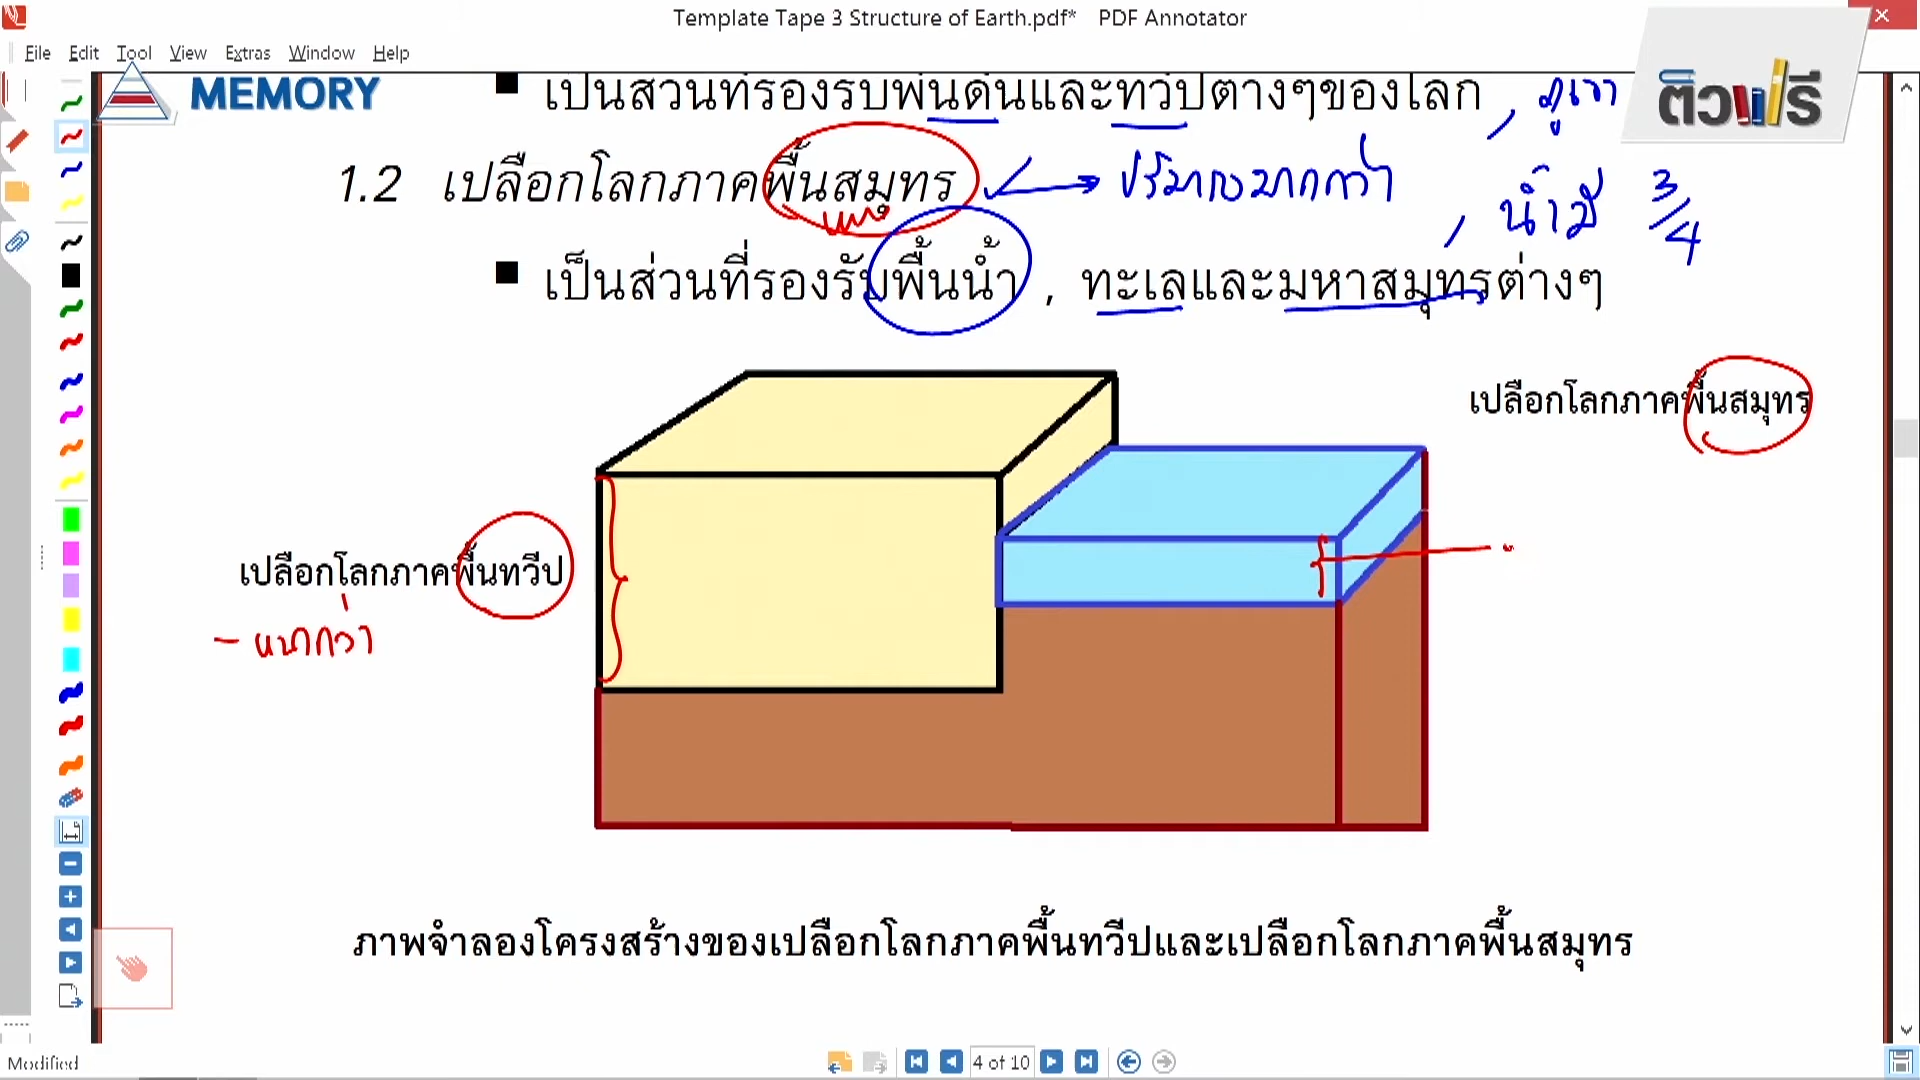 Template Tape 3 Structure of Earth.pdf* PDF Annotator
File Edit Tool View Extras Window Help
MEMORY
ติวฟรี
เป็นส่วนที่รองรับพื้นดินและทวีปต่างๆของโลก , ภูเขา
1.2 เปลือกโลกภาคพื้นสมุทร
ปริมาณมากกว่า
, น้ำมี 3/4
เป็นส่วนที่รองรับพื้นน้ำ , ทะเลและมหาสมุทรต่างๆ
เปลือกโลกภาคพื้นสมุทร
เปลือกโลกภาคพื้นทวีป
- หนากว่า
ภาพจำลองโครงสร้างของเปลือกโลกภาคพื้นทวีปและเปลือกโลกภาคพื้นสมุทร
4 of 10
Modified